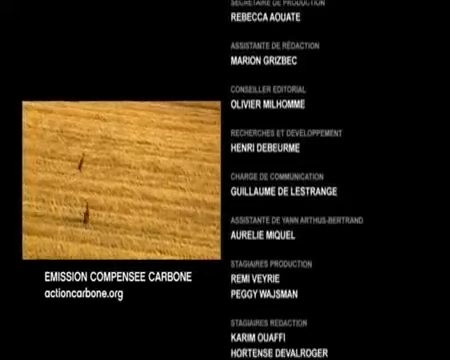 SECRÉTAIRE DE PRODUCTION
REBECCA AOUATE
ASSISTANTE DE RÉDACTION
MARION GRIZBEC
CONSEILLER EDITORIAL
OLIVIER MILHOMME
RECHERCHES ET DEVELOPPEMENT
HENRI DEBEURME
CHARGE DE COMMUNICATION
GUILLAUME DE LESTRANGE
ASSISTANTE DE YANN ARTHUS-BERTRAND
AURELIE MIQUEL
STAGIAIRES PRODUCTION
REMI VEYRIE
PEGGY WAJSMAN
STAGIAIRES REDACTION
KARIM OUAFFI
HORTENSE DEVALROGER
EMISSION COMPENSEE CARBONE
actioncarbone.org